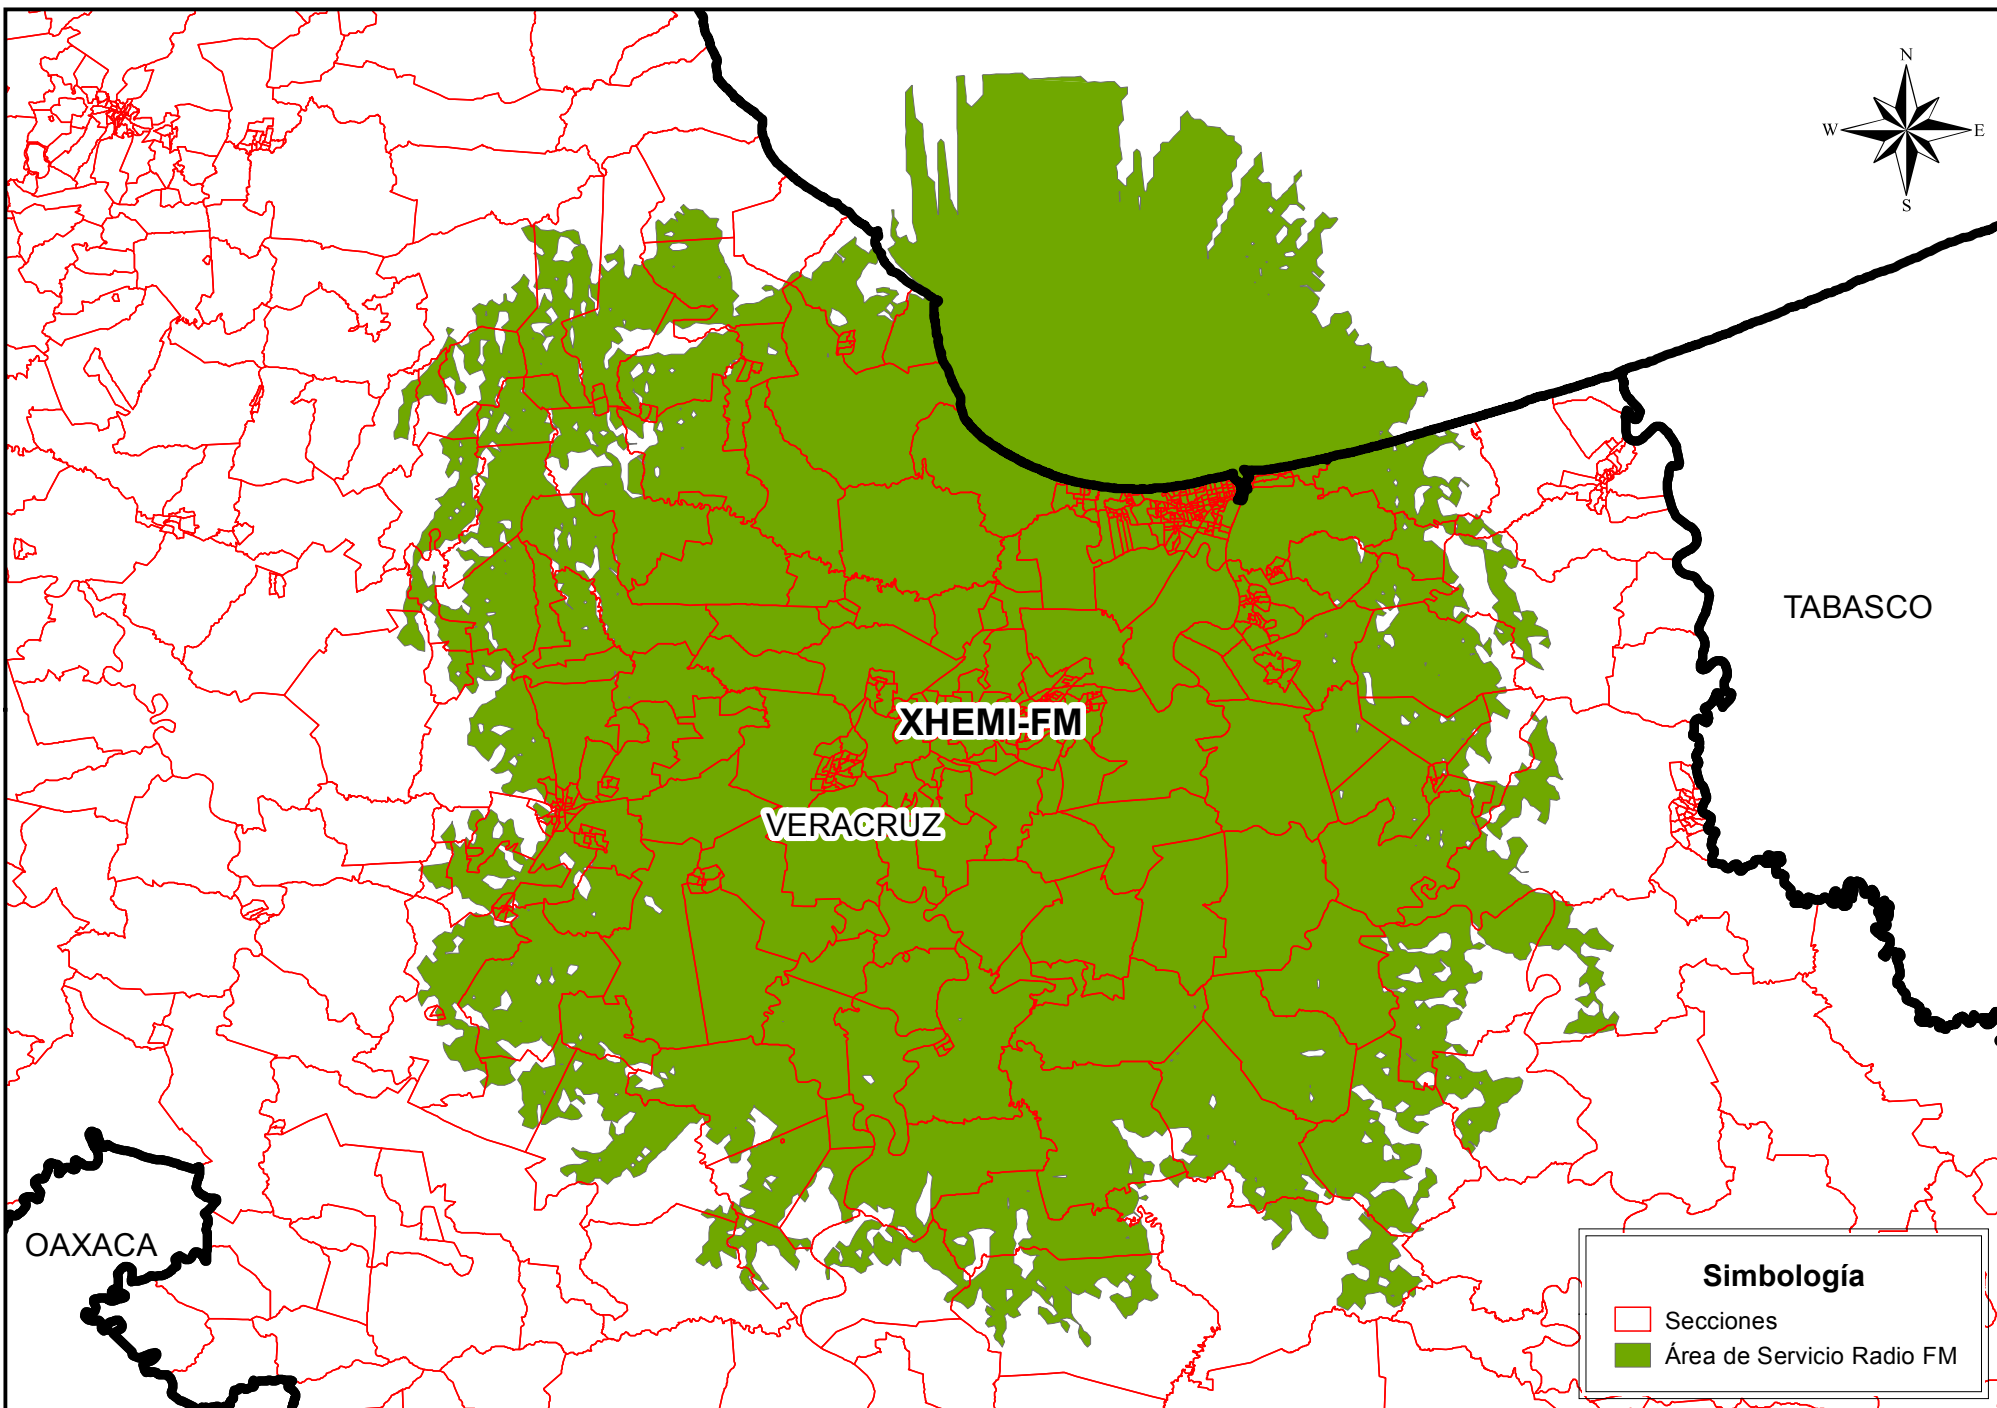 N
W E
S
TABASCO
XHEMI-FM
VERACRUZ
OAXACA
Simbología
Secciones
Área de Servicio Radio FM